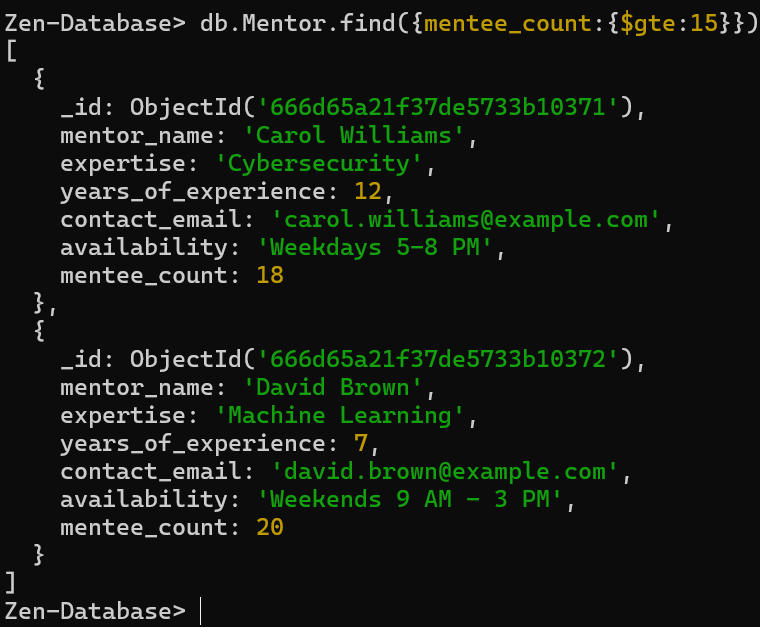 Zen-Database> db.Mentor.find({mentee_count:{$gte:15}})
[
  {
    _id: ObjectId('666d65a21f37de5733b10371'),
    mentor_name: 'Carol Williams',
    expertise: 'Cybersecurity',
    years_of_experience: 12,
    contact_email: 'carol.williams@example.com',
    availability: 'Weekdays 5-8 PM',
    mentee_count: 18
  },
  {
    _id: ObjectId('666d65a21f37de5733b10372'),
    mentor_name: 'David Brown',
    expertise: 'Machine Learning',
    years_of_experience: 7,
    contact_email: 'david.brown@example.com',
    availability: 'Weekends 9 AM - 3 PM',
    mentee_count: 20
  }
]
Zen-Database>